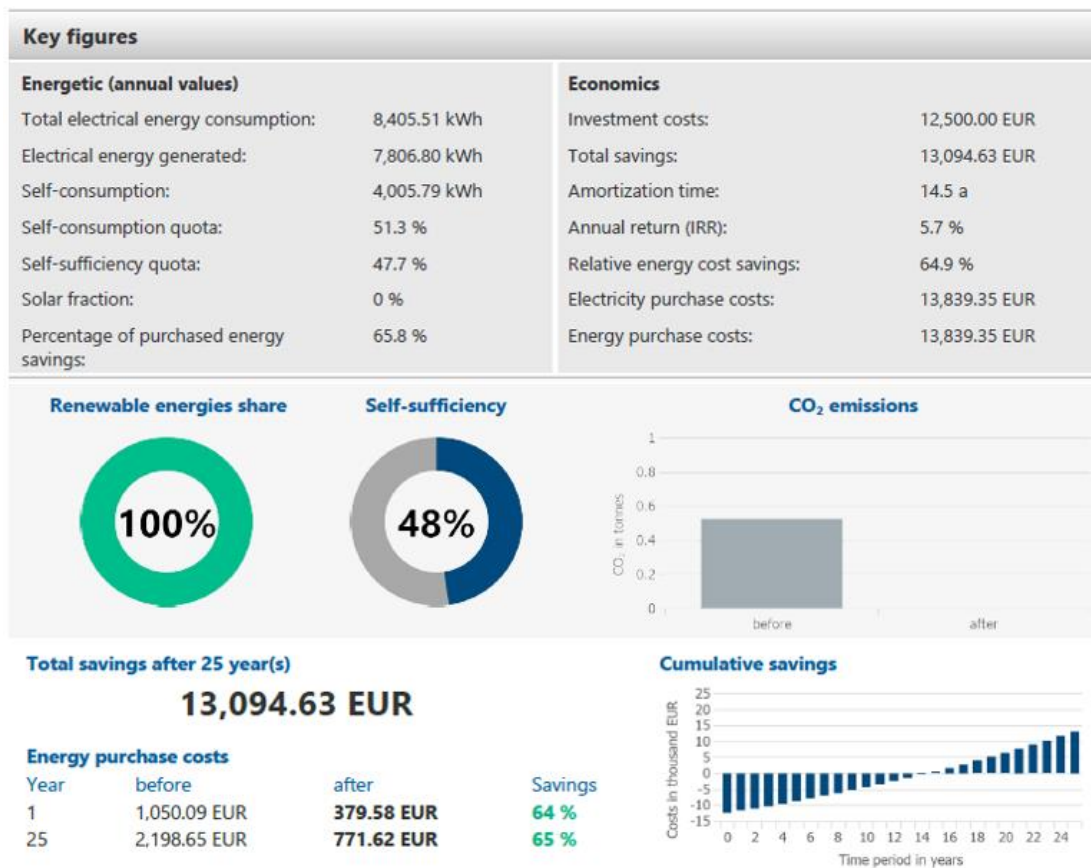 Key figures
Energetic (annual values)
Total electrical energy consumption: 8,405.51 kWh
Electrical energy generated: 7,806.80 kWh
Self-consumption: 4,005.79 kWh
Self-consumption quota: 51.3 %
Self-sufficiency quota: 47.7 %
Solar fraction: 0 %
Percentage of purchased energy 65.8 %
savings:
Economics
Investment costs: 12,500.00 EUR
Total savings: 13,094.63 EUR
Amortization time: 14.5 a
Annual return (IRR): 5.7 %
Relative energy cost savings: 64.9 %
Electricity purchase costs: 13,839.35 EUR
Energy purchase costs: 13,839.35 EUR
Renewable energies share
100%
Self-sufficiency
48%
CO₂ emissions
CO₂ in tonnes
1
0.8
0.6
0.4
0.2
0
before after
Total savings after 25 year(s)
13,094.63 EUR
Energy purchase costs
Year before after Savings
1 1,050.09 EUR 379.58 EUR 64 %
25 2,198.65 EUR 771.62 EUR 65 %
Cumulative savings
Costs in thousand EUR
25
20
15
10
5
0
-5
-10
-15
0 2 4 6 8 10 12 14 16 18 20 22 24
Time period in years